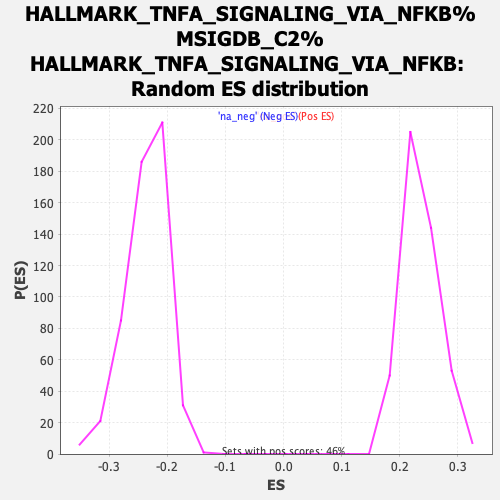 HALLMARK_TNFA_SIGNALING_VIA_NFKB%
MSIGDB_C2%
HALLMARK_TNFA_SIGNALING_VIA_NFKB:
Random ES distribution
'na_neg' (Neg ES)(Pos ES)
220
200
180
160
140
120
100
80
60
40
20
0
P(ES)
Sets with pos scores: 46%
-0.3 -0.2 -0.1 0.0 0.1 0.2 0.3
ES